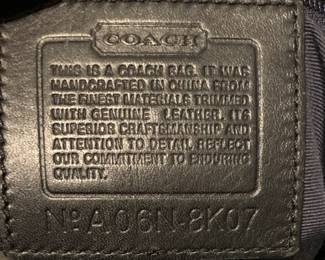 COACH
THIS IS A COACH BAG. IT WAS
HANDCRAFTED IN CHINA FROM
THE FINEST MATERIALS TRIMMED
WITH GENUINE LEATHER. ITS
SUPERIOR CRAFTSMANSHIP AND
ATTENTION TO DETAIL REFLECT
OUR COMMITMENT TO ENDURING
QUALITY.
No A06N-8K07